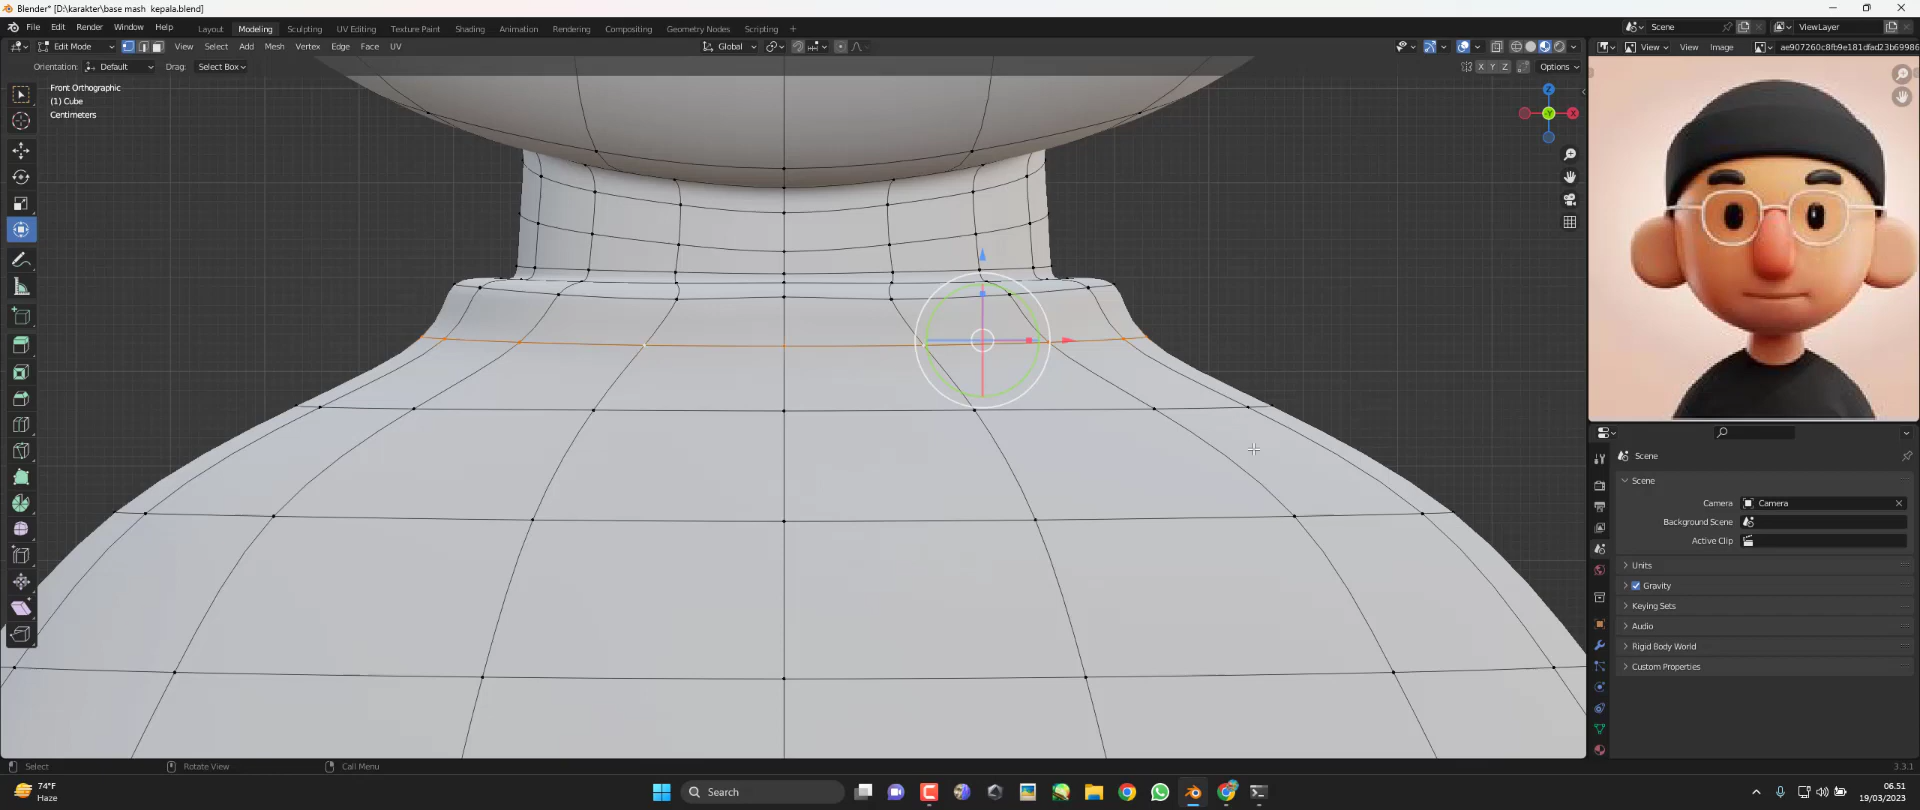 Blender* [D:\karakter\base mash kepala.blend]
File Edit Render Window Help Layout Modeling Sculpting UV Editing Texture Paint Shading Animation Rendering Compositing Geometry Nodes Scripting + Scene ViewLayer
Edit Mode View Select Add Mesh Vertex Edge Face UV Global View View Image ae907260c8fb9e181dfad23b69986
Orientation: Default Drag: Select Box X Y Z Options
Front Orthographic
(1) Cube
Centimeters
Z
Y
X
Scene
Scene
Camera Camera
Background Scene
Active Clip
Units
Gravity
Keying Sets
Audio
Rigid Body World
Custom Properties
Select Rotate View Call Menu 3.3.1
74°F
Haze
Search
06.51
19/03/2023